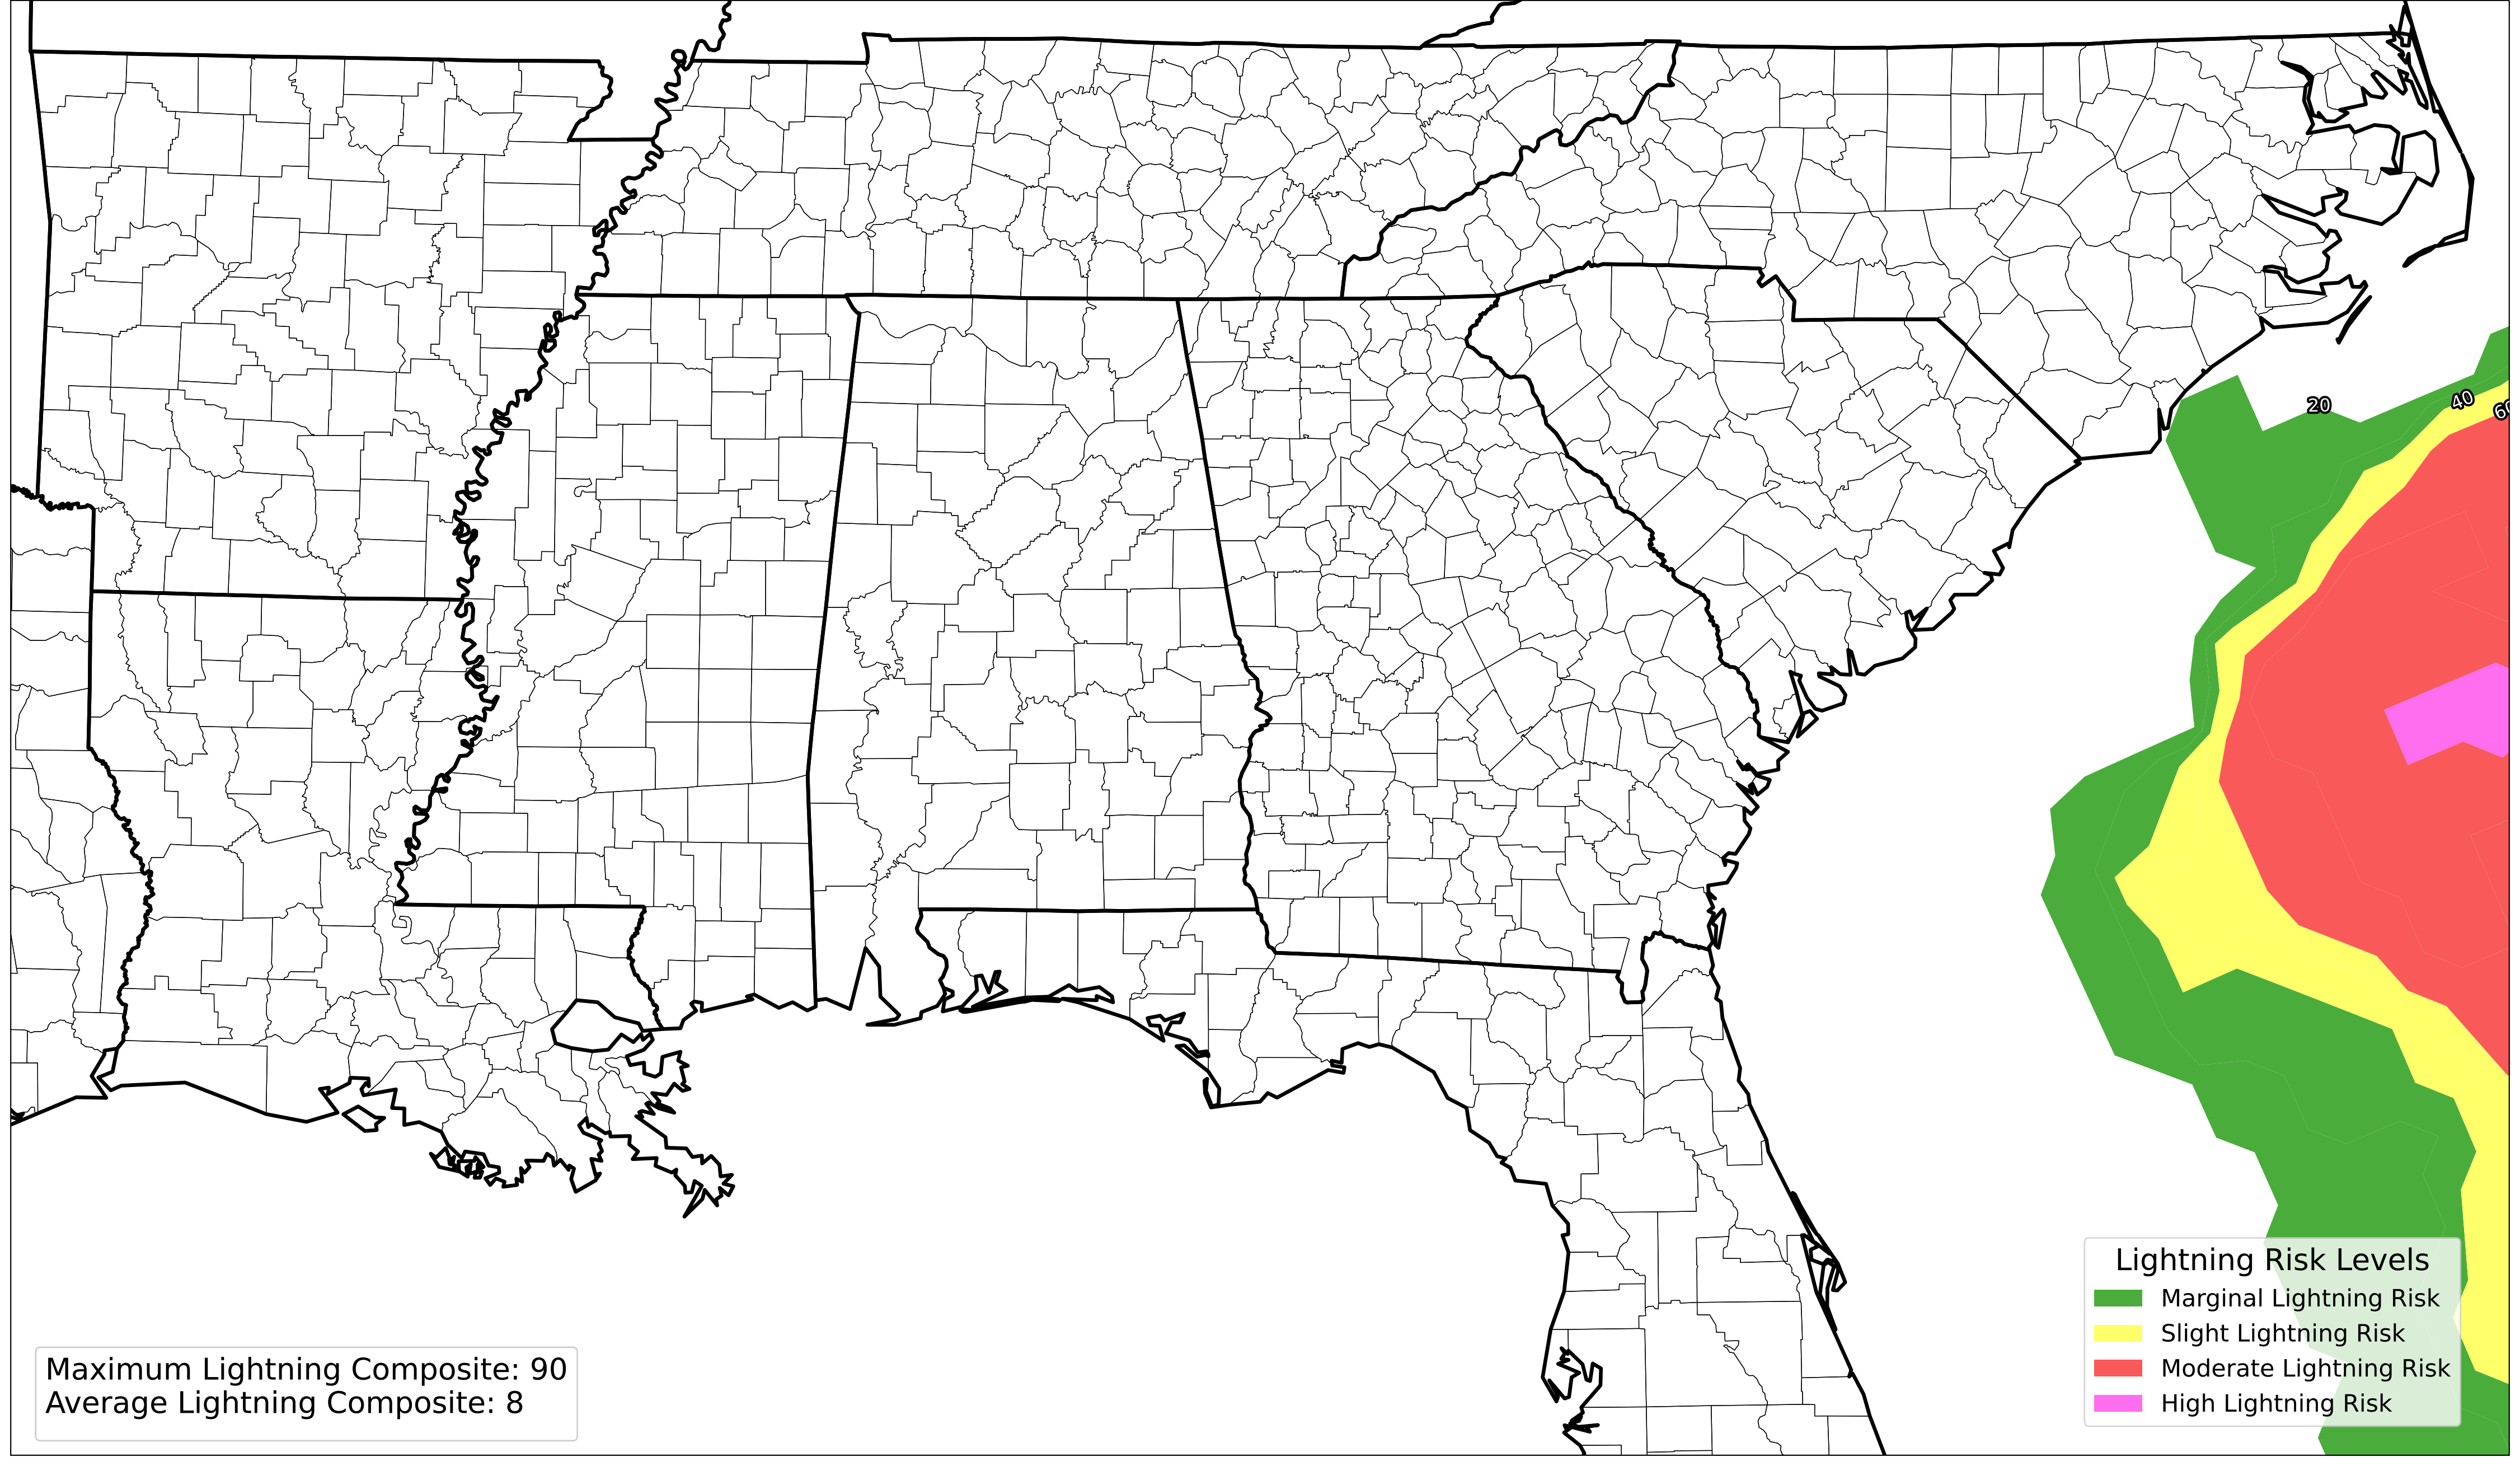 20
40
Lightning Risk Levels
Marginal Lightning Risk
Slight Lightning Risk
Moderate Lightning Risk
High Lightning Risk
Maximum Lightning Composite: 90
Average Lightning Composite: 8